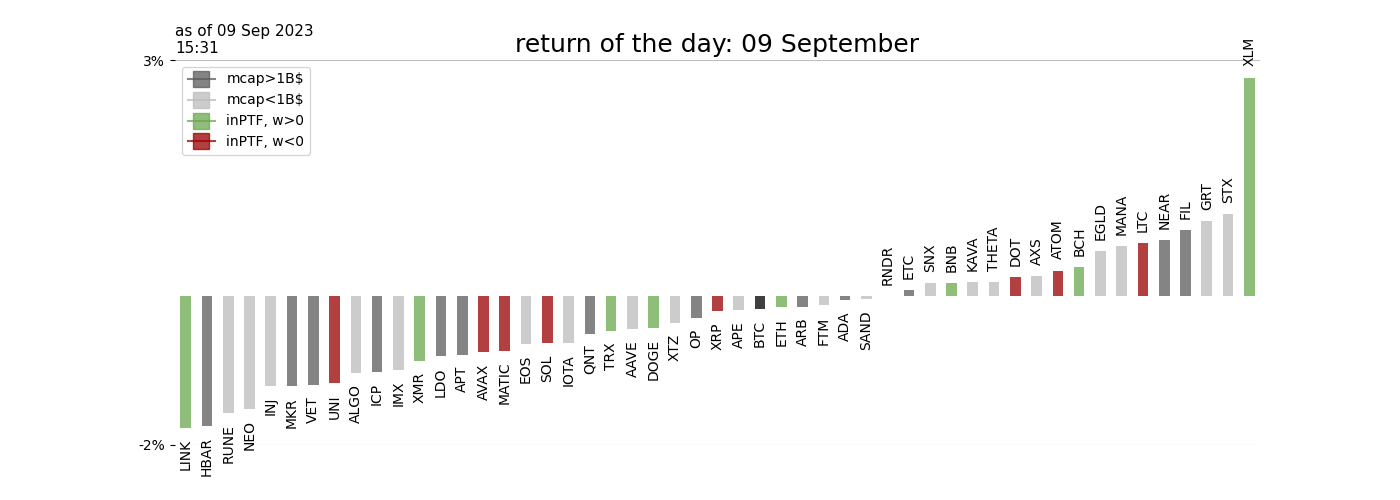 as of 09 Sep 2023
15:31
return of the day: 09 September
3%
mcap>1B$
mcap<1B$
inPTF, w>0
inPTF, w<0
-2%
LINK
HBAR
RUNE
NEO
INJ
MKR
VET
UNI
ALGO
ICP
IMX
XMR
LDO
APT
AVAX
MATIC
EOS
SOL
IOTA
QNT
TRX
AAVE
DOGE
XTZ
OP
XRP
APE
BTC
ETH
ARB
FTM
ADA
SAND
RNDR
ETC
SNX
BNB
KAVA
THETA
DOT
AXS
ATOM
BCH
EGLD
MANA
LTC
NEAR
FIL
GRT
STX
XLM